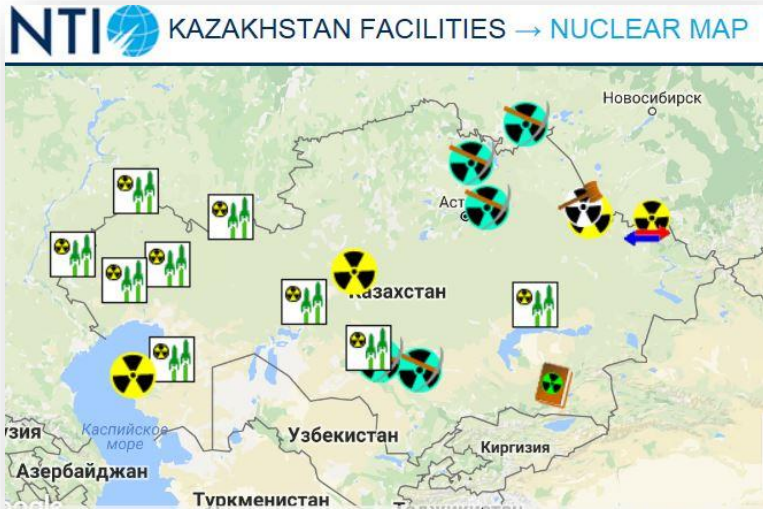 NTI KAZAKHSTAN FACILITIES → NUCLEAR MAP
Новосибирск
Казахстан
Каспийское
море
Узбекистан
Киргизия
Азербайджан
Туркменистан